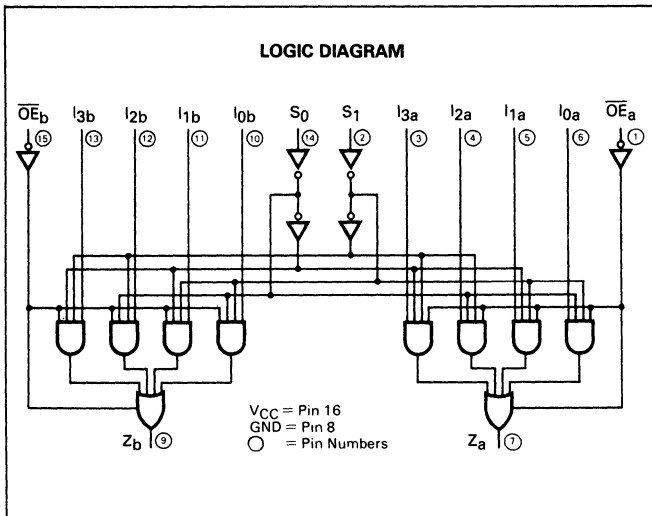 LOGIC DIAGRAM
OEb I3b I2b I1b I0b S0 S1 I3a I2a I1a I0a OEa
15 13 12 11 10 14 2 3 4 5 6 1
VCC = Pin 16
GND = Pin 8
= Pin Numbers
Zb 9 Za 7